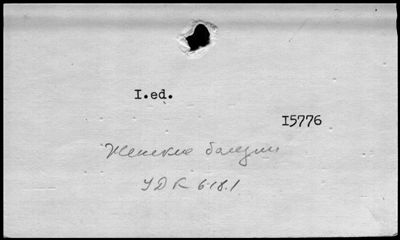 I.ed.
I5776
Женские болезни
УДК 618.1